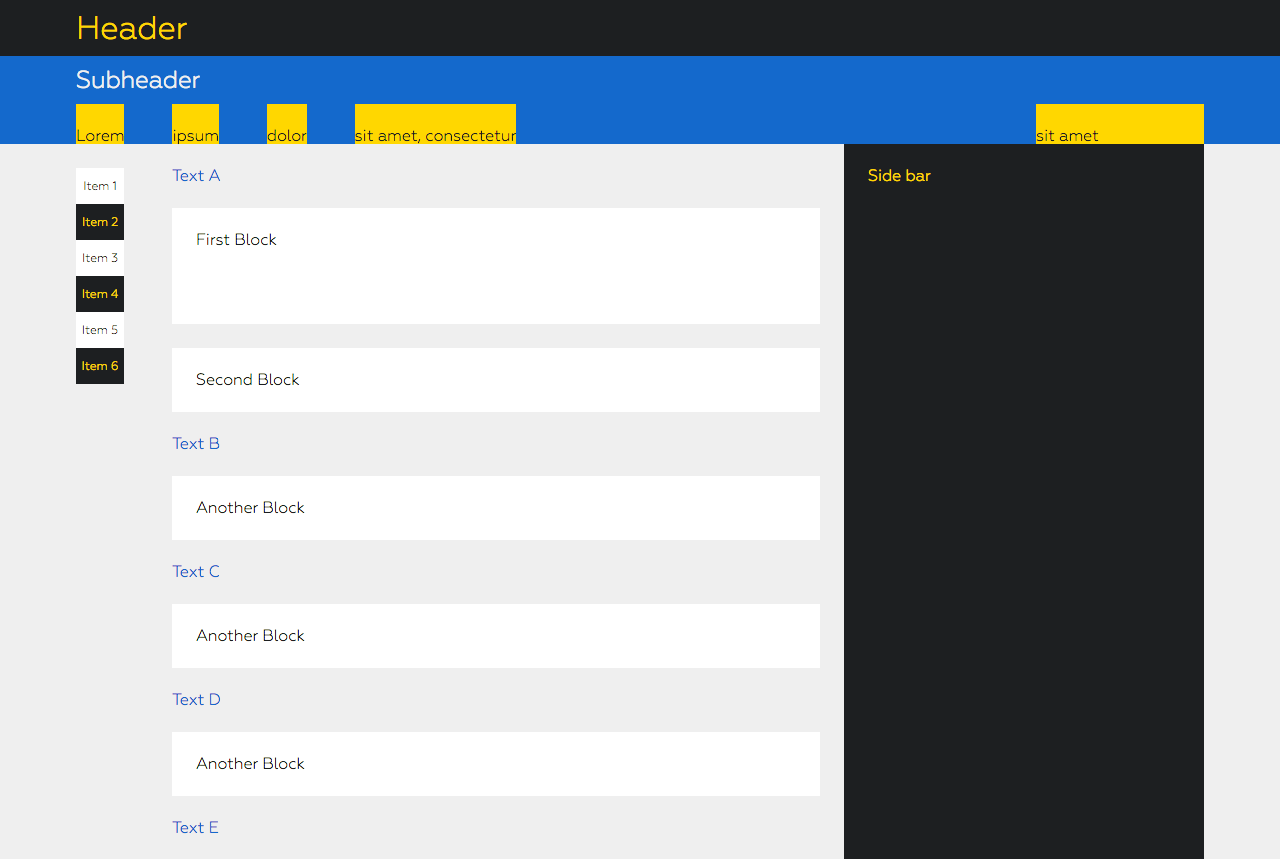 Header
Subheader
Lorem ipsum dolor sit amet, consectetur sit amet
Item 1
Item 2
Item 3
Item 4
Item 5
Item 6
Text A
First Block
Second Block
Text B
Another Block
Text C
Another Block
Text D
Another Block
Text E
Side bar